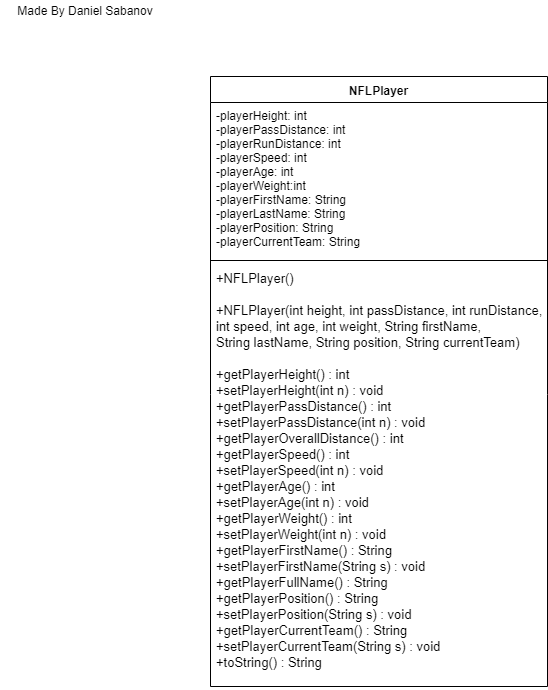 Made By Daniel Sabanov
NFLPlayer
-playerHeight: int
-playerPassDistance: int
-playerRunDistance: int
-playerSpeed: int
-playerAge: int
-playerWeight:int
-playerFirstName: String
-playerLastName: String
-playerPosition: String
-playerCurrentTeam: String
+NFLPlayer()
+NFLPlayer(int height, int passDistance, int runDistance,
int speed, int age, int weight, String firstName,
String lastName, String position, String currentTeam)
+getPlayerHeight() : int
+setPlayerHeight(int n) : void
+getPlayerPassDistance() : int
+setPlayerPassDistance(int n) : void
+getPlayerOverallDistance() : int
+getPlayerSpeed() : int
+setPlayerSpeed(int n) : void
+getPlayerAge() : int
+setPlayerAge(int n) : void
+getPlayerWeight() : int
+setPlayerWeight(int n) : void
+getPlayerFirstName() : String
+setPlayerFirstName(String s) : void
+getPlayerFullName() : String
+getPlayerPosition() : String
+setPlayerPosition(String s) : void
+getPlayerCurrentTeam() : String
+setPlayerCurrentTeam(String s) : void
+toString() : String